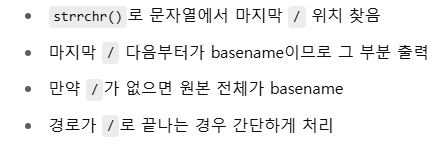 strrchr()로 문자열에서 마지막 / 위치 찾음
마지막 / 다음부터가 basename이므로 그 부분 출력
만약 /가 없으면 원본 전체가 basename
경로가 /로 끝나는 경우 간단하게 처리